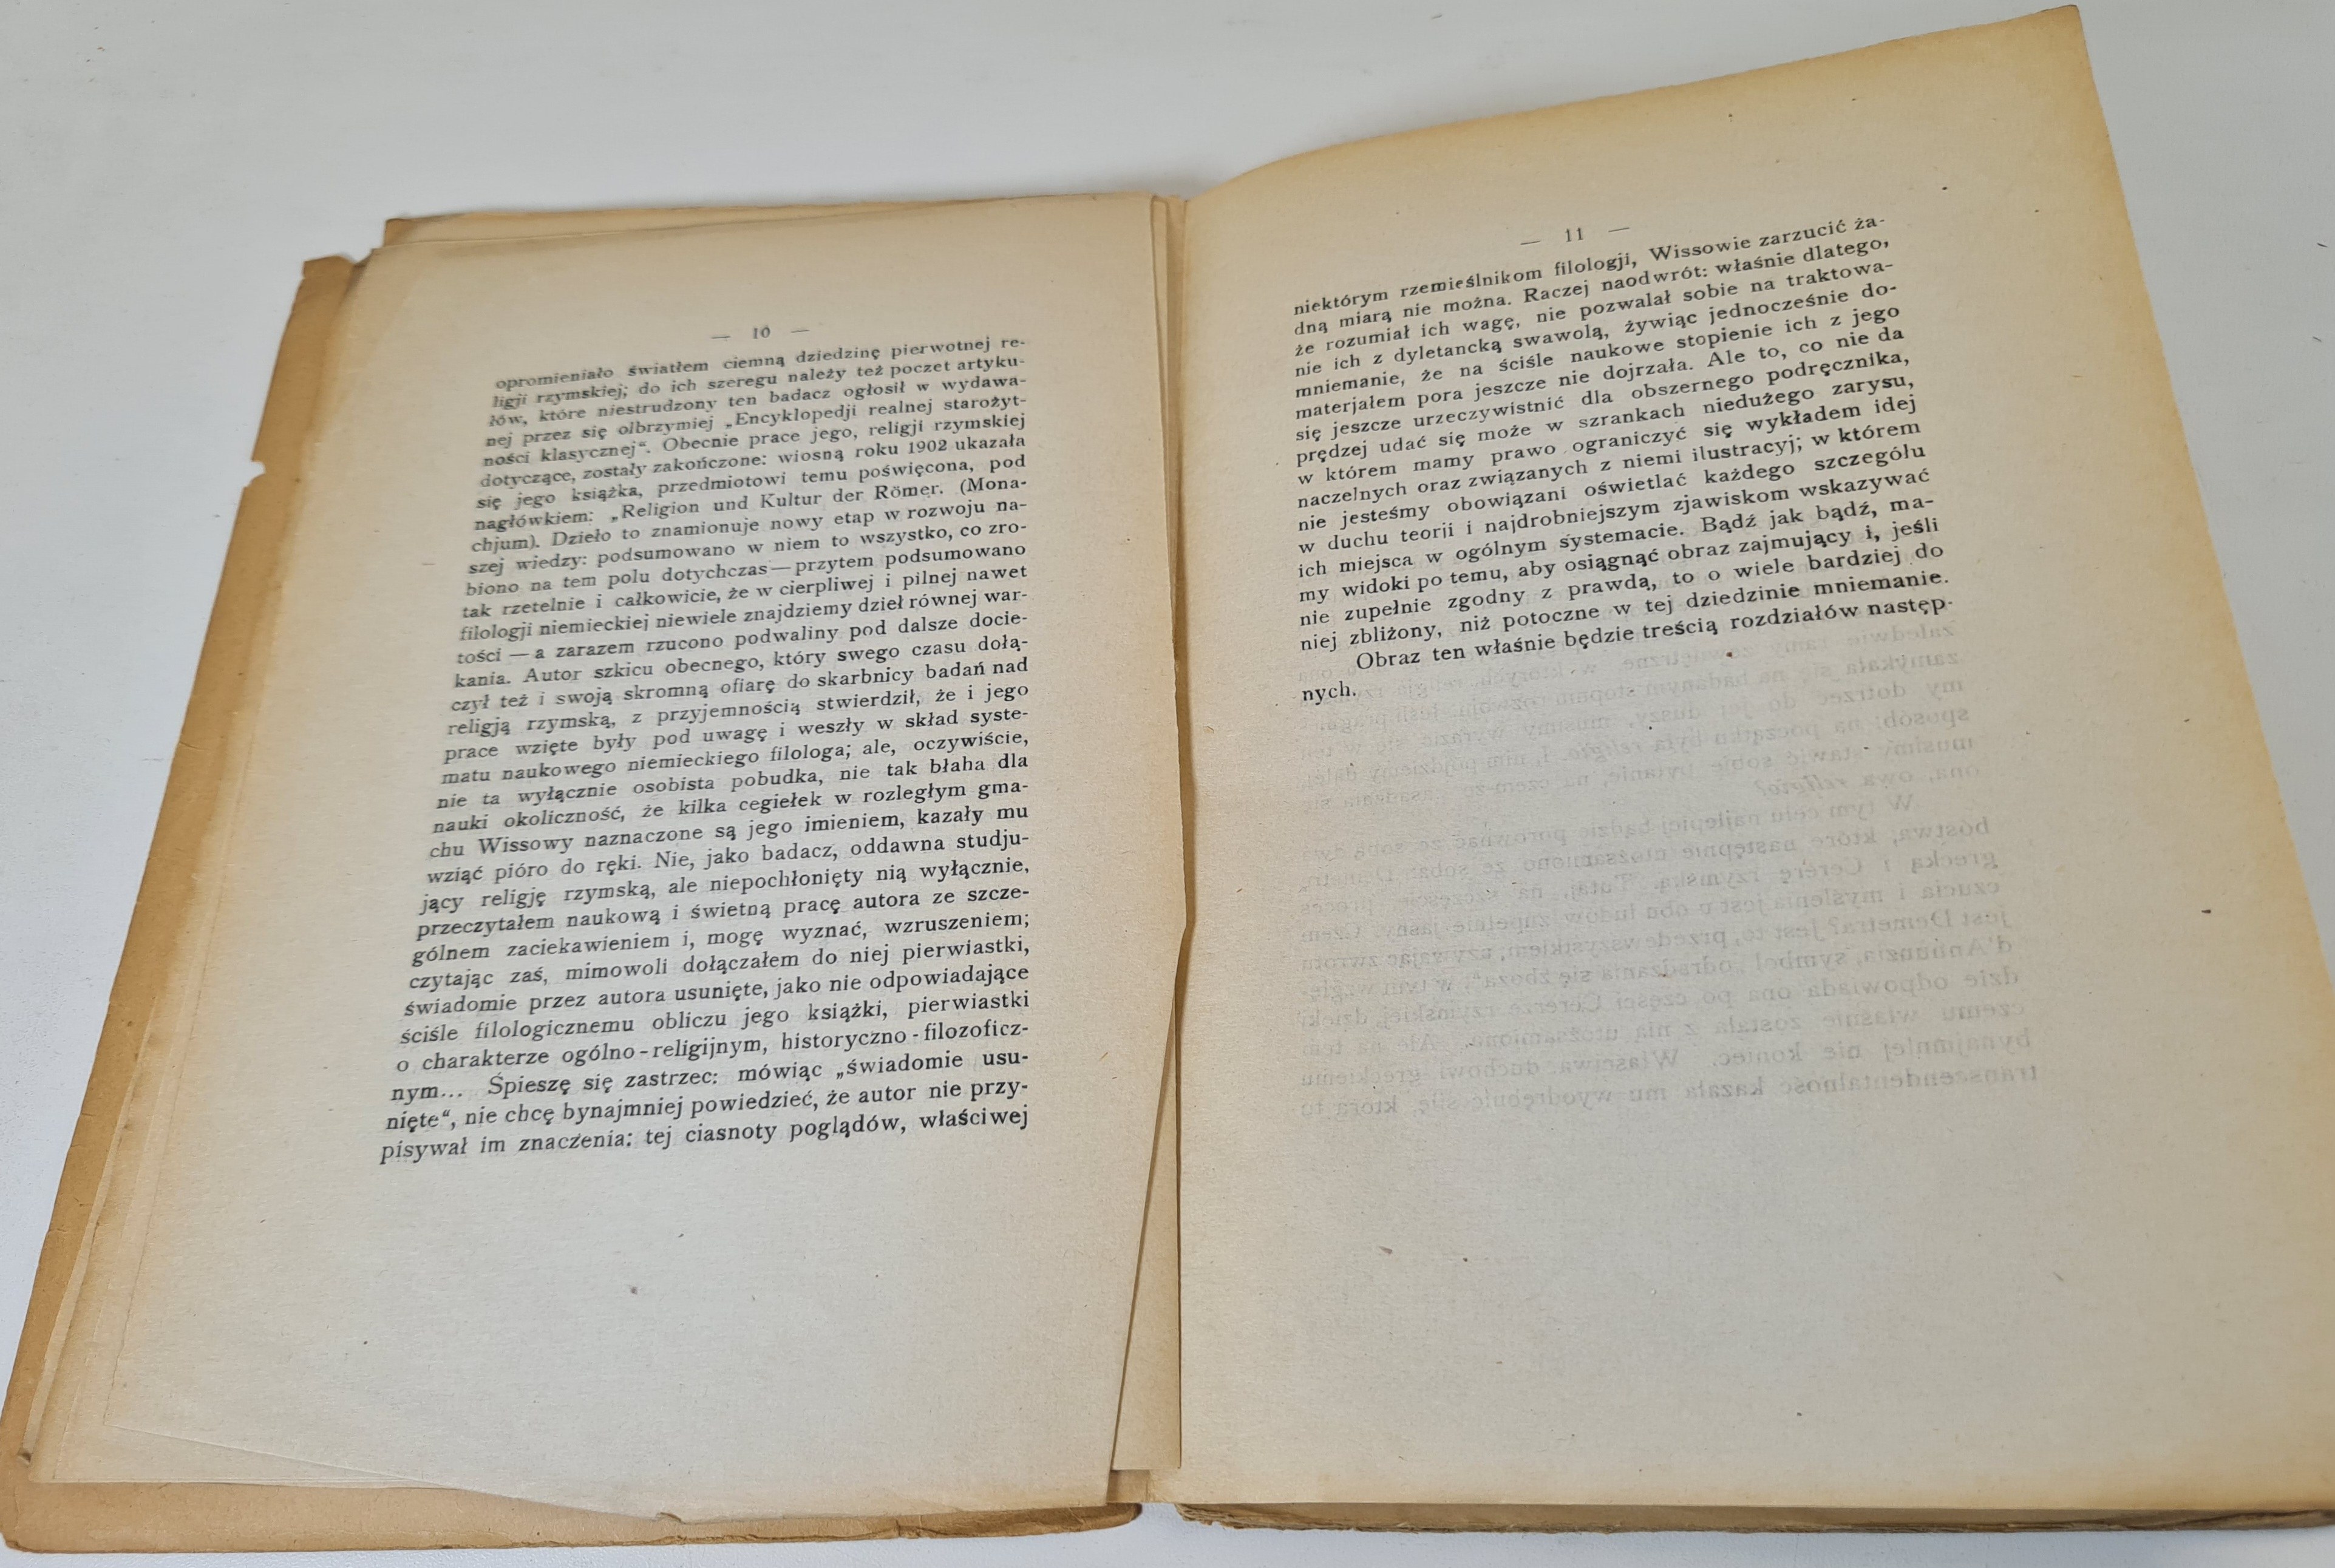 — 10 —
opromieniało światłem ciemną dziedzinę pierwotnej re-
ligji rzymskiej; do ich szeregu należy też poczet artyku-
łów, które niestrudzony ten badacz ogłosił w wydawa-
nej przez się olbrzymiej „Encyklopedji realnej starożyt-
ności klasycznej“. Obecnie prace jego, religji rzymskiej
dotyczące, zostały zakończone: wiosną roku 1902 ukazała
się jego książka, przedmiotowi temu poświęcona, pod
nagłówkiem: „Religion und Kultur der Römer. (Mona-
chjum). Dzieło to znamionuje nowy etap w rozwoju na-
szej wiedzy: podsumowano w niem to wszystko, co zro-
biono na tem polu dotychczas — przytem podsumowano
tak rzetelnie i całkowicie, że w cierpliwej i pilnej nawet
filologji niemieckiej niewiele znajdziemy dzieł równej war-
tości — a zarazem rzucono podwaliny pod dalsze docie-
kania. Autor szkicu obecnego, który swego czasu dołą-
czył też i swoją skromną ofiarę do skarbnicy badań nad
religją rzymską, z przyjemnością stwierdził, że i jego
prace wzięte były pod uwagę i weszły w skład syste-
matu naukowego niemieckiego filologa; ale, oczywiście,
nie ta wyłącznie osobista pobudka, nie tak błaha dla
nauki okoliczność, że kilka cegiełek w rozległym gma-
chu Wissowy naznaczone są jego imieniem, kazały mu
wziąć pióro do ręki. Nie, jako badacz, oddawna studju-
jący religję rzymską, ale niepochłonięty nią wyłącznie,
przeczytałem naukową i świetną pracę autora ze szcze-
gólnem zaciekawieniem i, mogę wyznać, wzruszeniem;
czytając zaś, mimowoli dołączałem do niej pierwiastki,
świadomie przez autora usunięte, jako nie odpowiadające
ściśle filologicznemu obliczu jego książki, pierwiastki
o charakterze ogólno-religijnym, historyczno-filozoficz-
nym... Śpieszę się zastrzec: mówiąc „świadomie usu-
nięte“, nie chcę bynajmniej powiedzieć, że autor nie przy-
pisywał im znaczenia: tej ciasnoty poglądów, właściwej
— 11 —
niektórym rzemieślnikom filologji, Wissowie zarzucić ża-
dną miarą nie można. Raczej naodwrót: właśnie dlatego,
że rozumiał ich wagę, nie pozwalał sobie na traktowa-
nie ich z dyletancką swawolą, żywiąc jednocześnie do-
mniemanie, że na ściśle naukowe stopienie ich z jego
materjałem pora jeszcze nie dojrzała. Ale to, co nie da
się jeszcze urzeczywistnić dla obszernego podręcznika,
prędzej udać się może w szrankach niedużego zarysu,
w którem mamy prawo ograniczyć się wykładem idej
naczelnych oraz związanych z niemi ilustracyj; w którem
nie jesteśmy obowiązani oświetlać każdego szczegółu
w duchu teorji i najdrobniejszym zjawiskom wskazywać
ich miejsca w ogólnym systemacie. Bądź jak bądź, ma-
my widoki po temu, aby osiągnąć obraz zajmujący i, jeśli
nie zupełnie zgodny z prawdą, to o wiele bardziej do
niej zbliżony, niż potoczne w tej dziedzinie mniemanie.
Obraz ten właśnie będzie treścią rozdziałów następ-
nych.